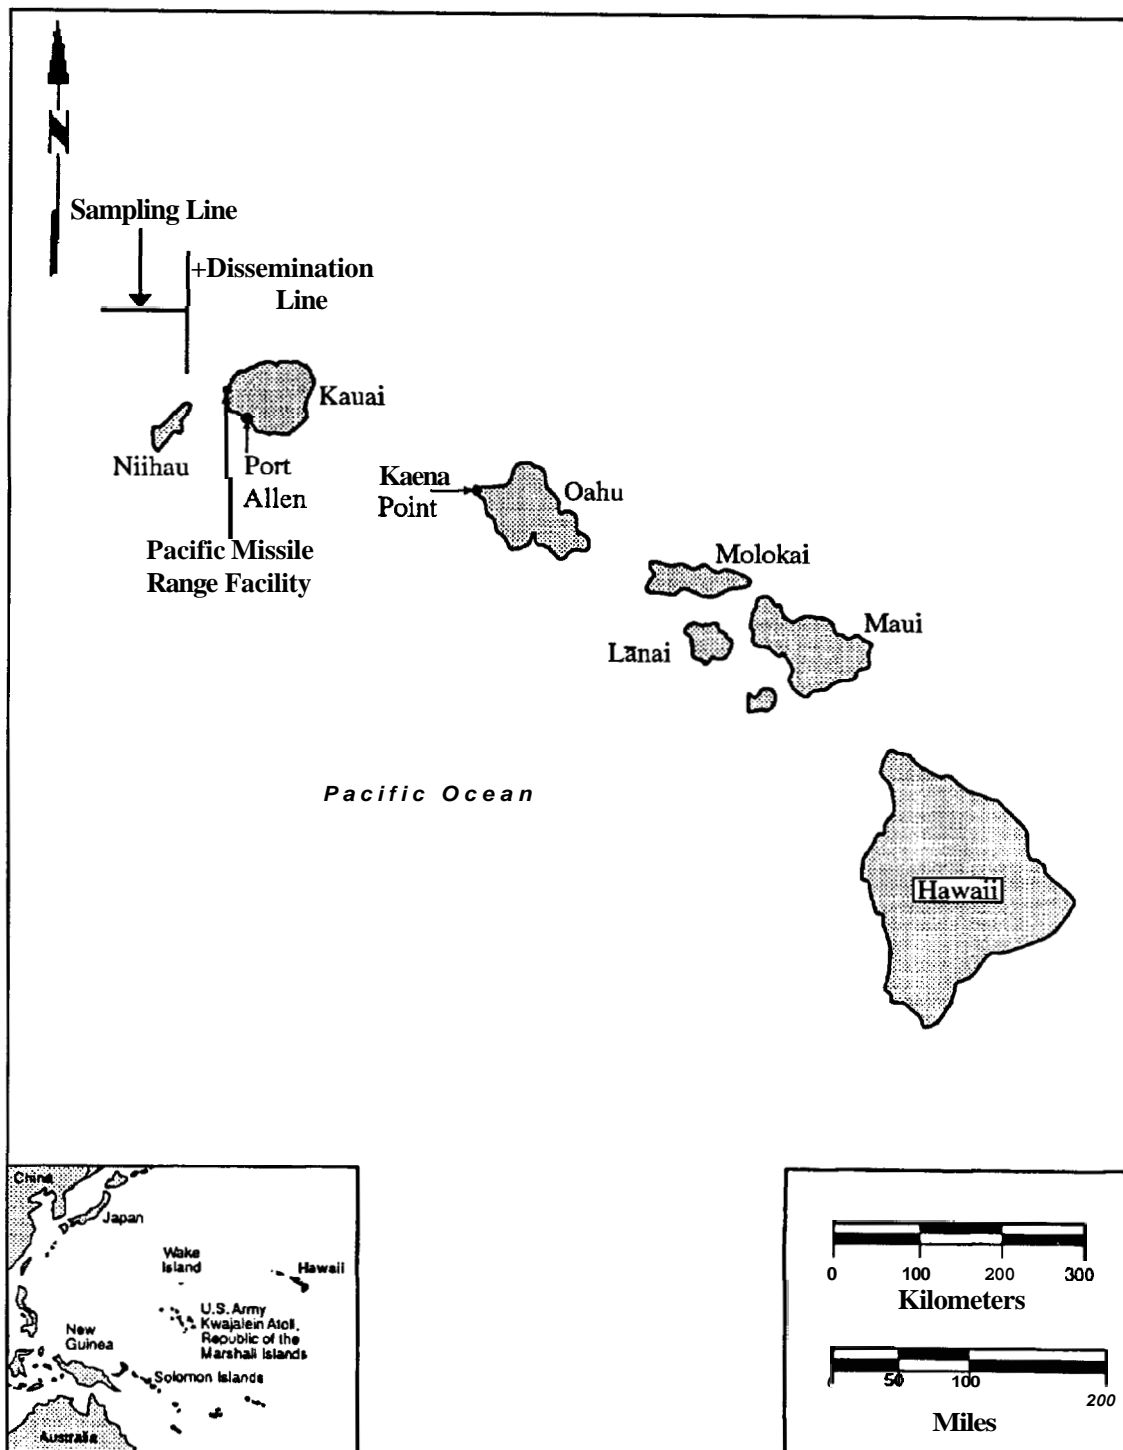 N
Sampling Line
+Dissemination
Line
Kauai
Niihau
Port
Allen
Kaena
Point
Oahu
Pacific Missile
Range Facility
Molokai
Maui
Lanai
Pacific Ocean
Hawaii
China
Japan
Wake
Island
Hawaii
U.S. Army
Kwajalein Atoll,
Republic of the
Marshall Islands
New
Guinea
Solomon Islands
Australia
0 100 200 300
Kilometers
50 100 200
Miles